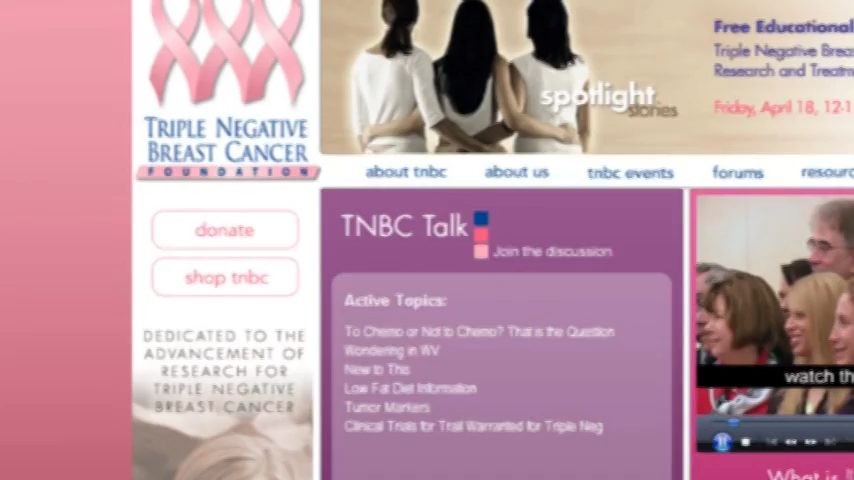 Free Educational
Triple Negative
Research and
Friday, April 18, 12-1
spotlight
stories
TRIPLE NEGATIVE
BREAST CANCER
FOUNDATION
about tnbc
about us
tnbc events
forums
donate
shop tnbc
DEDICATED TO THE
ADVANCEMENT OF
RESEARCH FOR
TRIPLE NEGATIVE
BREAST CANCER
TNBC Talk
Join the discussion
Active Topics:
To Chemo or Not to Chemo? That is the Question
Wondering in WV
New to This
Low Fat Diet Information
Tumor Markers
Clinical Trials for Trail Warranted for Triple Neg
watch th
What is